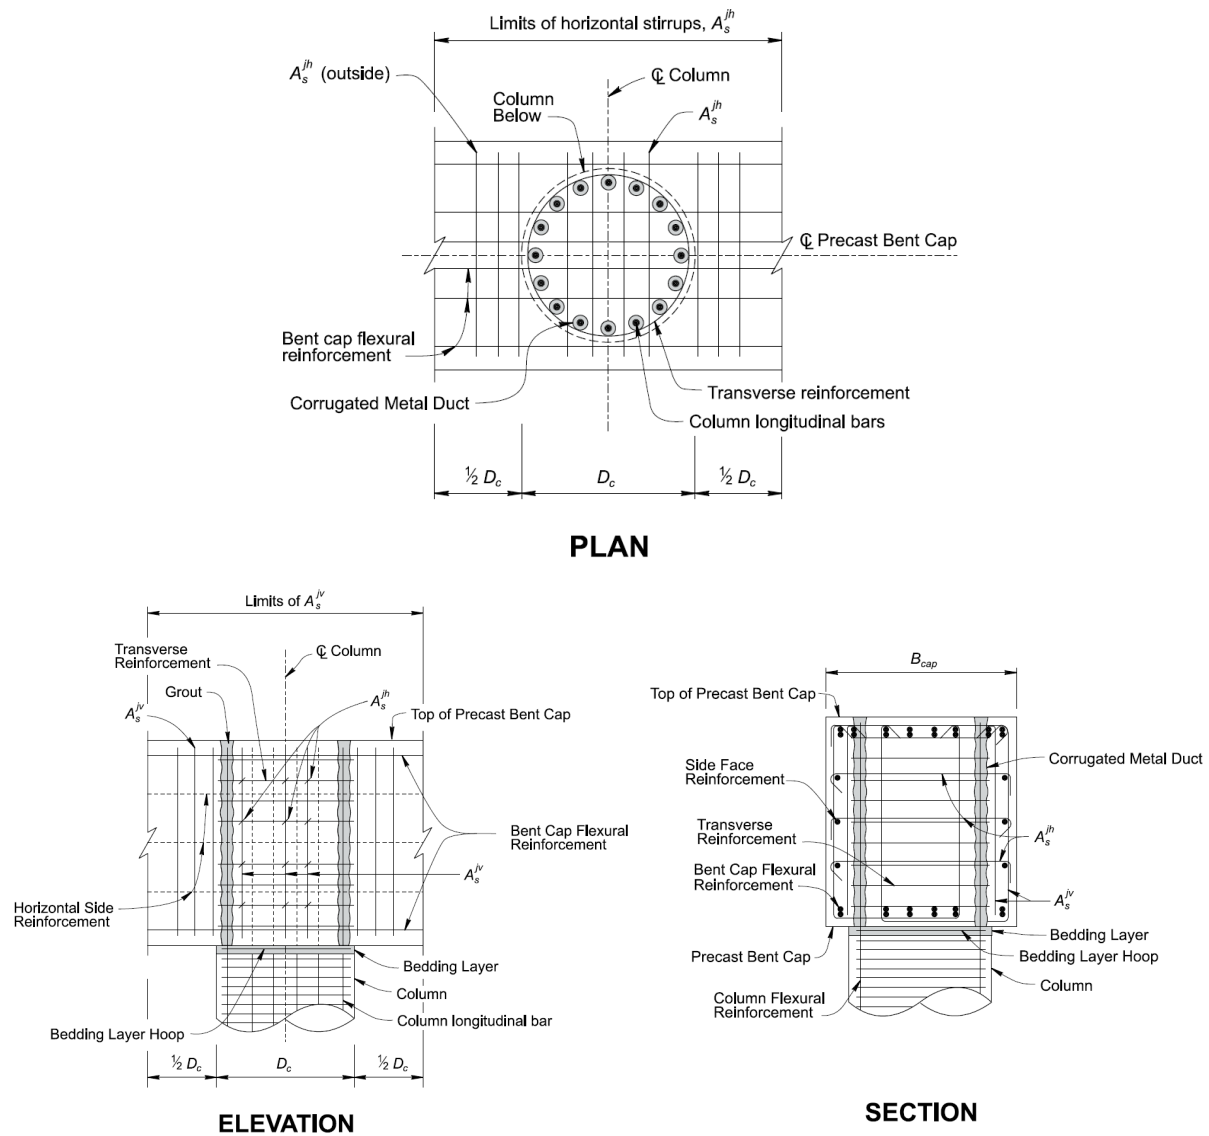 Limits of horizontal stirrups, A_s^jh
A_s^jh (outside)
℄ Column
Column
Below
A_s^jh
℄ Precast Bent Cap
Bent cap flexural
reinforcement
Corrugated Metal Duct
Transverse reinforcement
Column longitudinal bars
½ D_c
D_c
½ D_c
PLAN
Limits of A_s^jv
Transverse
Reinforcement
℄ Column
Grout
A_s^jv
A_s^jh
Top of Precast Bent Cap
Bent Cap Flexural
Reinforcement
A_s^jv
Horizontal Side
Reinforcement
Bedding Layer
Column
Column longitudinal bar
Bedding Layer Hoop
½ D_c
D_c
½ D_c
ELEVATION
B_cap
Top of Precast Bent Cap
Side Face
Reinforcement
Corrugated Metal Duct
Transverse
Reinforcement
A_s^jh
Bent Cap Flexural
Reinforcement
A_s^jv
Bedding Layer
Precast Bent Cap
Bedding Layer Hoop
Column
Column Flexural
Reinforcement
SECTION